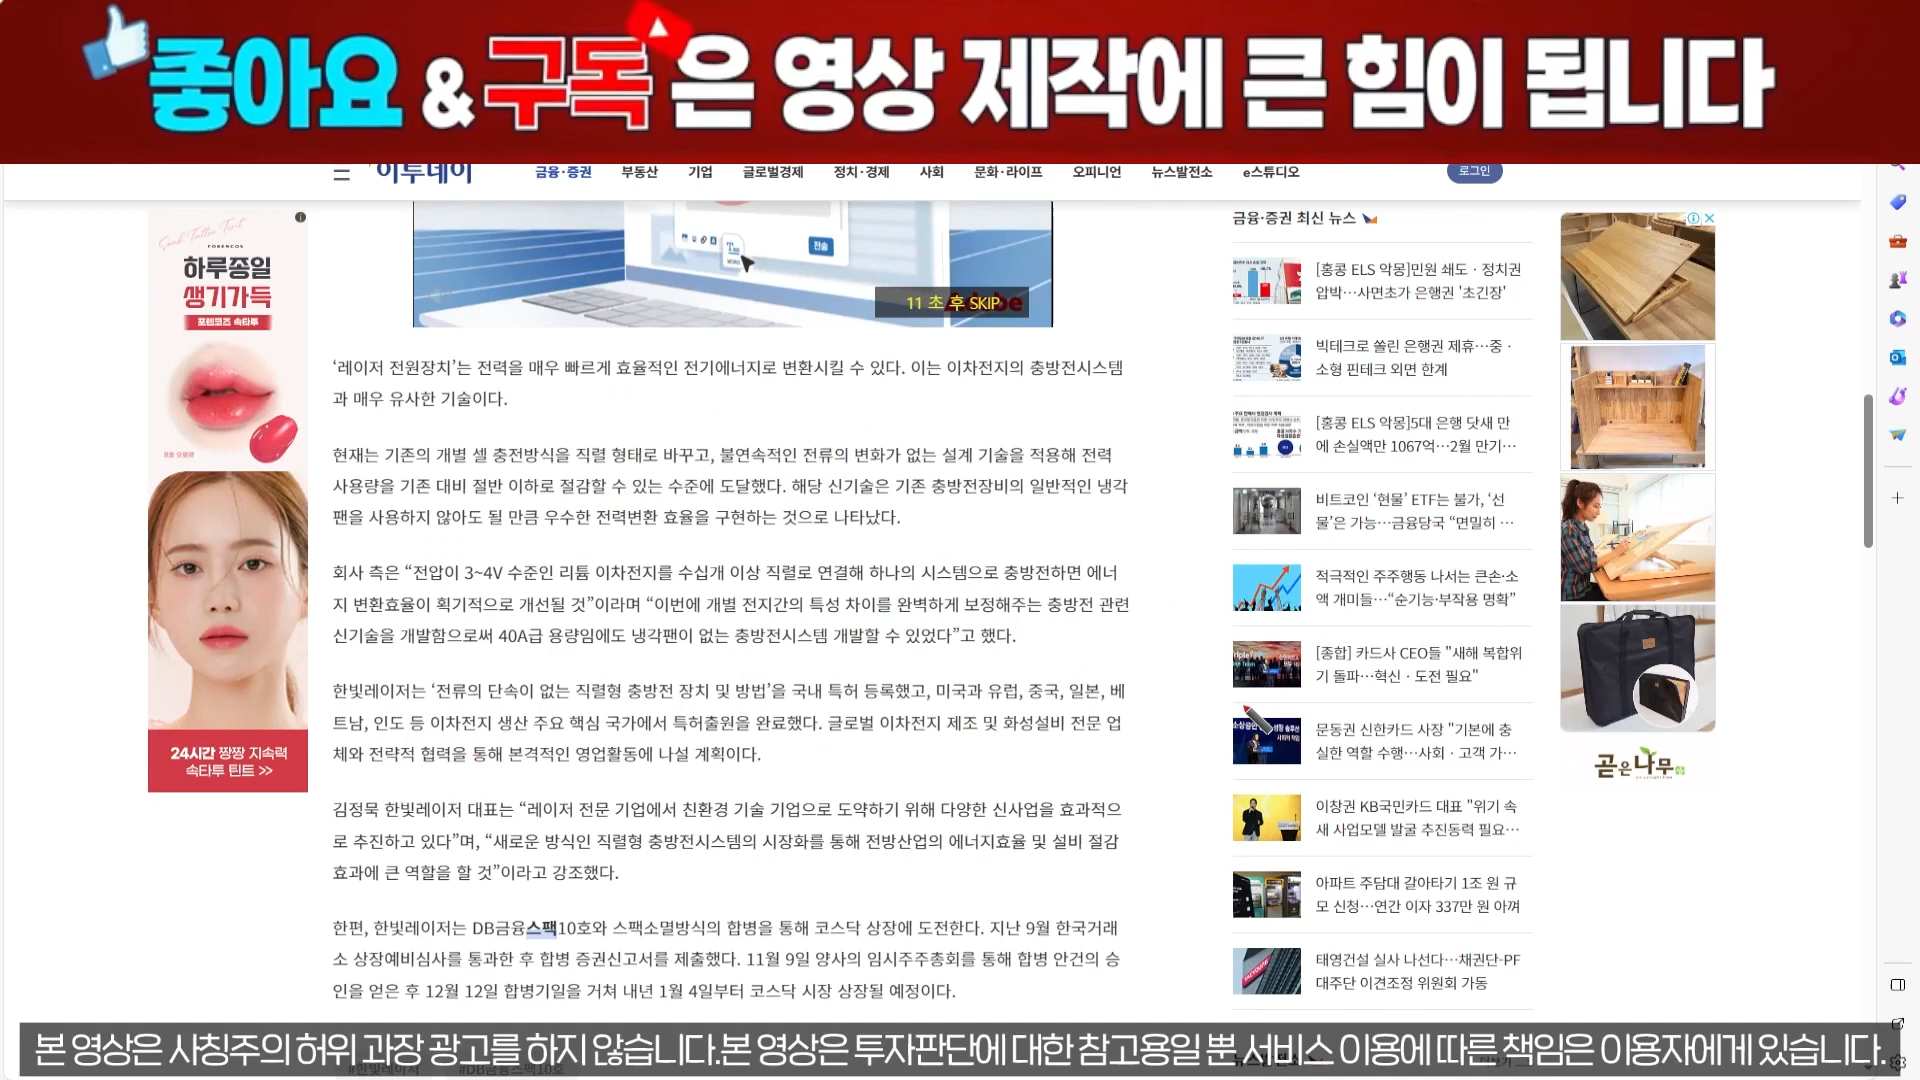 좋아요 & 구독은 영상 제작에 큰 힘이 됩니다
이투데이
금융·증권 부동산 기업 글로벌경제 정치·경제 사회 문화·라이프 오피니언 뉴스발전소 e스튜디오
로그인
FORENCOS
하루종일
생기가득
포렌코즈 속타투
24시간 짱짱 지속력
속타투 틴트 >>
전송
11 초 후 SKIP
‘레이저 전원장치’는 전력을 매우 빠르게 효율적인 전기에너지로 변환시킬 수 있다. 이는 이차전지의 충방전시스템
과 매우 유사한 기술이다.
현재는 기존의 개별 셀 충전방식을 직렬 형태로 바꾸고, 불연속적인 전류의 변화가 없는 설계 기술을 적용해 전력
사용량을 기존 대비 절반 이하로 절감할 수 있는 수준에 도달했다. 해당 신기술은 기존 충방전장비의 일반적인 냉각
팬을 사용하지 않아도 될 만큼 우수한 전력변환 효율을 구현하는 것으로 나타났다.
회사 측은 “전압이 3~4V 수준인 리튬 이차전지를 수십개 이상 직렬로 연결해 하나의 시스템으로 충방전하면 에너
지 변환효율이 획기적으로 개선될 것”이라며 “이번에 개별 전지간의 특성 차이를 완벽하게 보정해주는 충방전 관련
신기술을 개발함으로써 40A급 용량임에도 냉각팬이 없는 충방전시스템 개발할 수 있었다”고 했다.
한빛레이저는 ‘전류의 단속이 없는 직렬형 충방전 장치 및 방법’을 국내 특허 등록했고, 미국과 유럽, 중국, 일본, 베
트남, 인도 등 이차전지 생산 주요 핵심 국가에서 특허출원을 완료했다. 글로벌 이차전지 제조 및 화성설비 전문 업
체와 전략적 협력을 통해 본격적인 영업활동에 나설 계획이다.
김정묵 한빛레이저 대표는 “레이저 전문 기업에서 친환경 기술 기업으로 도약하기 위해 다양한 신사업을 효과적으
로 추진하고 있다”며, “새로운 방식인 직렬형 충방전시스템의 시장화를 통해 전방산업의 에너지효율 및 설비 절감
효과에 큰 역할을 할 것”이라고 강조했다.
한편, 한빛레이저는 DB금융스팩10호와 스팩소멸방식의 합병을 통해 코스닥 상장에 도전한다. 지난 9월 한국거래
소 상장예비심사를 통과한 후 합병 증권신고서를 제출했다. 11월 9일 양사의 임시주주총회를 통해 합병 안건의 승
인을 얻은 후 12월 12일 합병기일을 거쳐 내년 1월 4일부터 코스닥 시장 상장될 예정이다.
금융·증권 최신 뉴스
[홍콩 ELS 악몽]민원 쇄도ㆍ정치권
압박…사면초가 은행권 '초긴장'
빅테크로 쏠린 은행권 제휴…중ㆍ
소형 핀테크 외면 한계
[홍콩 ELS 악몽]5대 은행 닷새 만
에 손실액만 1067억…2월 만기…
비트코인 ‘현물’ ETF는 불가, ‘선
물’은 가능…금융당국 “면밀히 …
적극적인 주주행동 나서는 큰손·소
액 개미들…“순기능·부작용 명확”
[종합] 카드사 CEO들 "새해 복합위
기 돌파…혁신ㆍ도전 필요"
문동권 신한카드 사장 "기본에 충
실한 역할 수행…사회ㆍ고객 가…
이창권 KB국민카드 대표 "위기 속
새 사업모델 발굴 추진동력 필요…
아파트 주담대 갈아타기 1조 원 규
모 신청…연간 이자 337만 원 아껴
태영건설 실사 나선다…채권단-PF
대주단 이견조정 위원회 가동
곧은나무
본 영상은 사칭주의 허위 과장 광고를 하지 않습니다.본 영상은 투자판단에 대한 참고용일 뿐 서비스 이용에 따른 책임은 이용자에게 있습니다.
#한빛레이저 #DB금융스팩10호